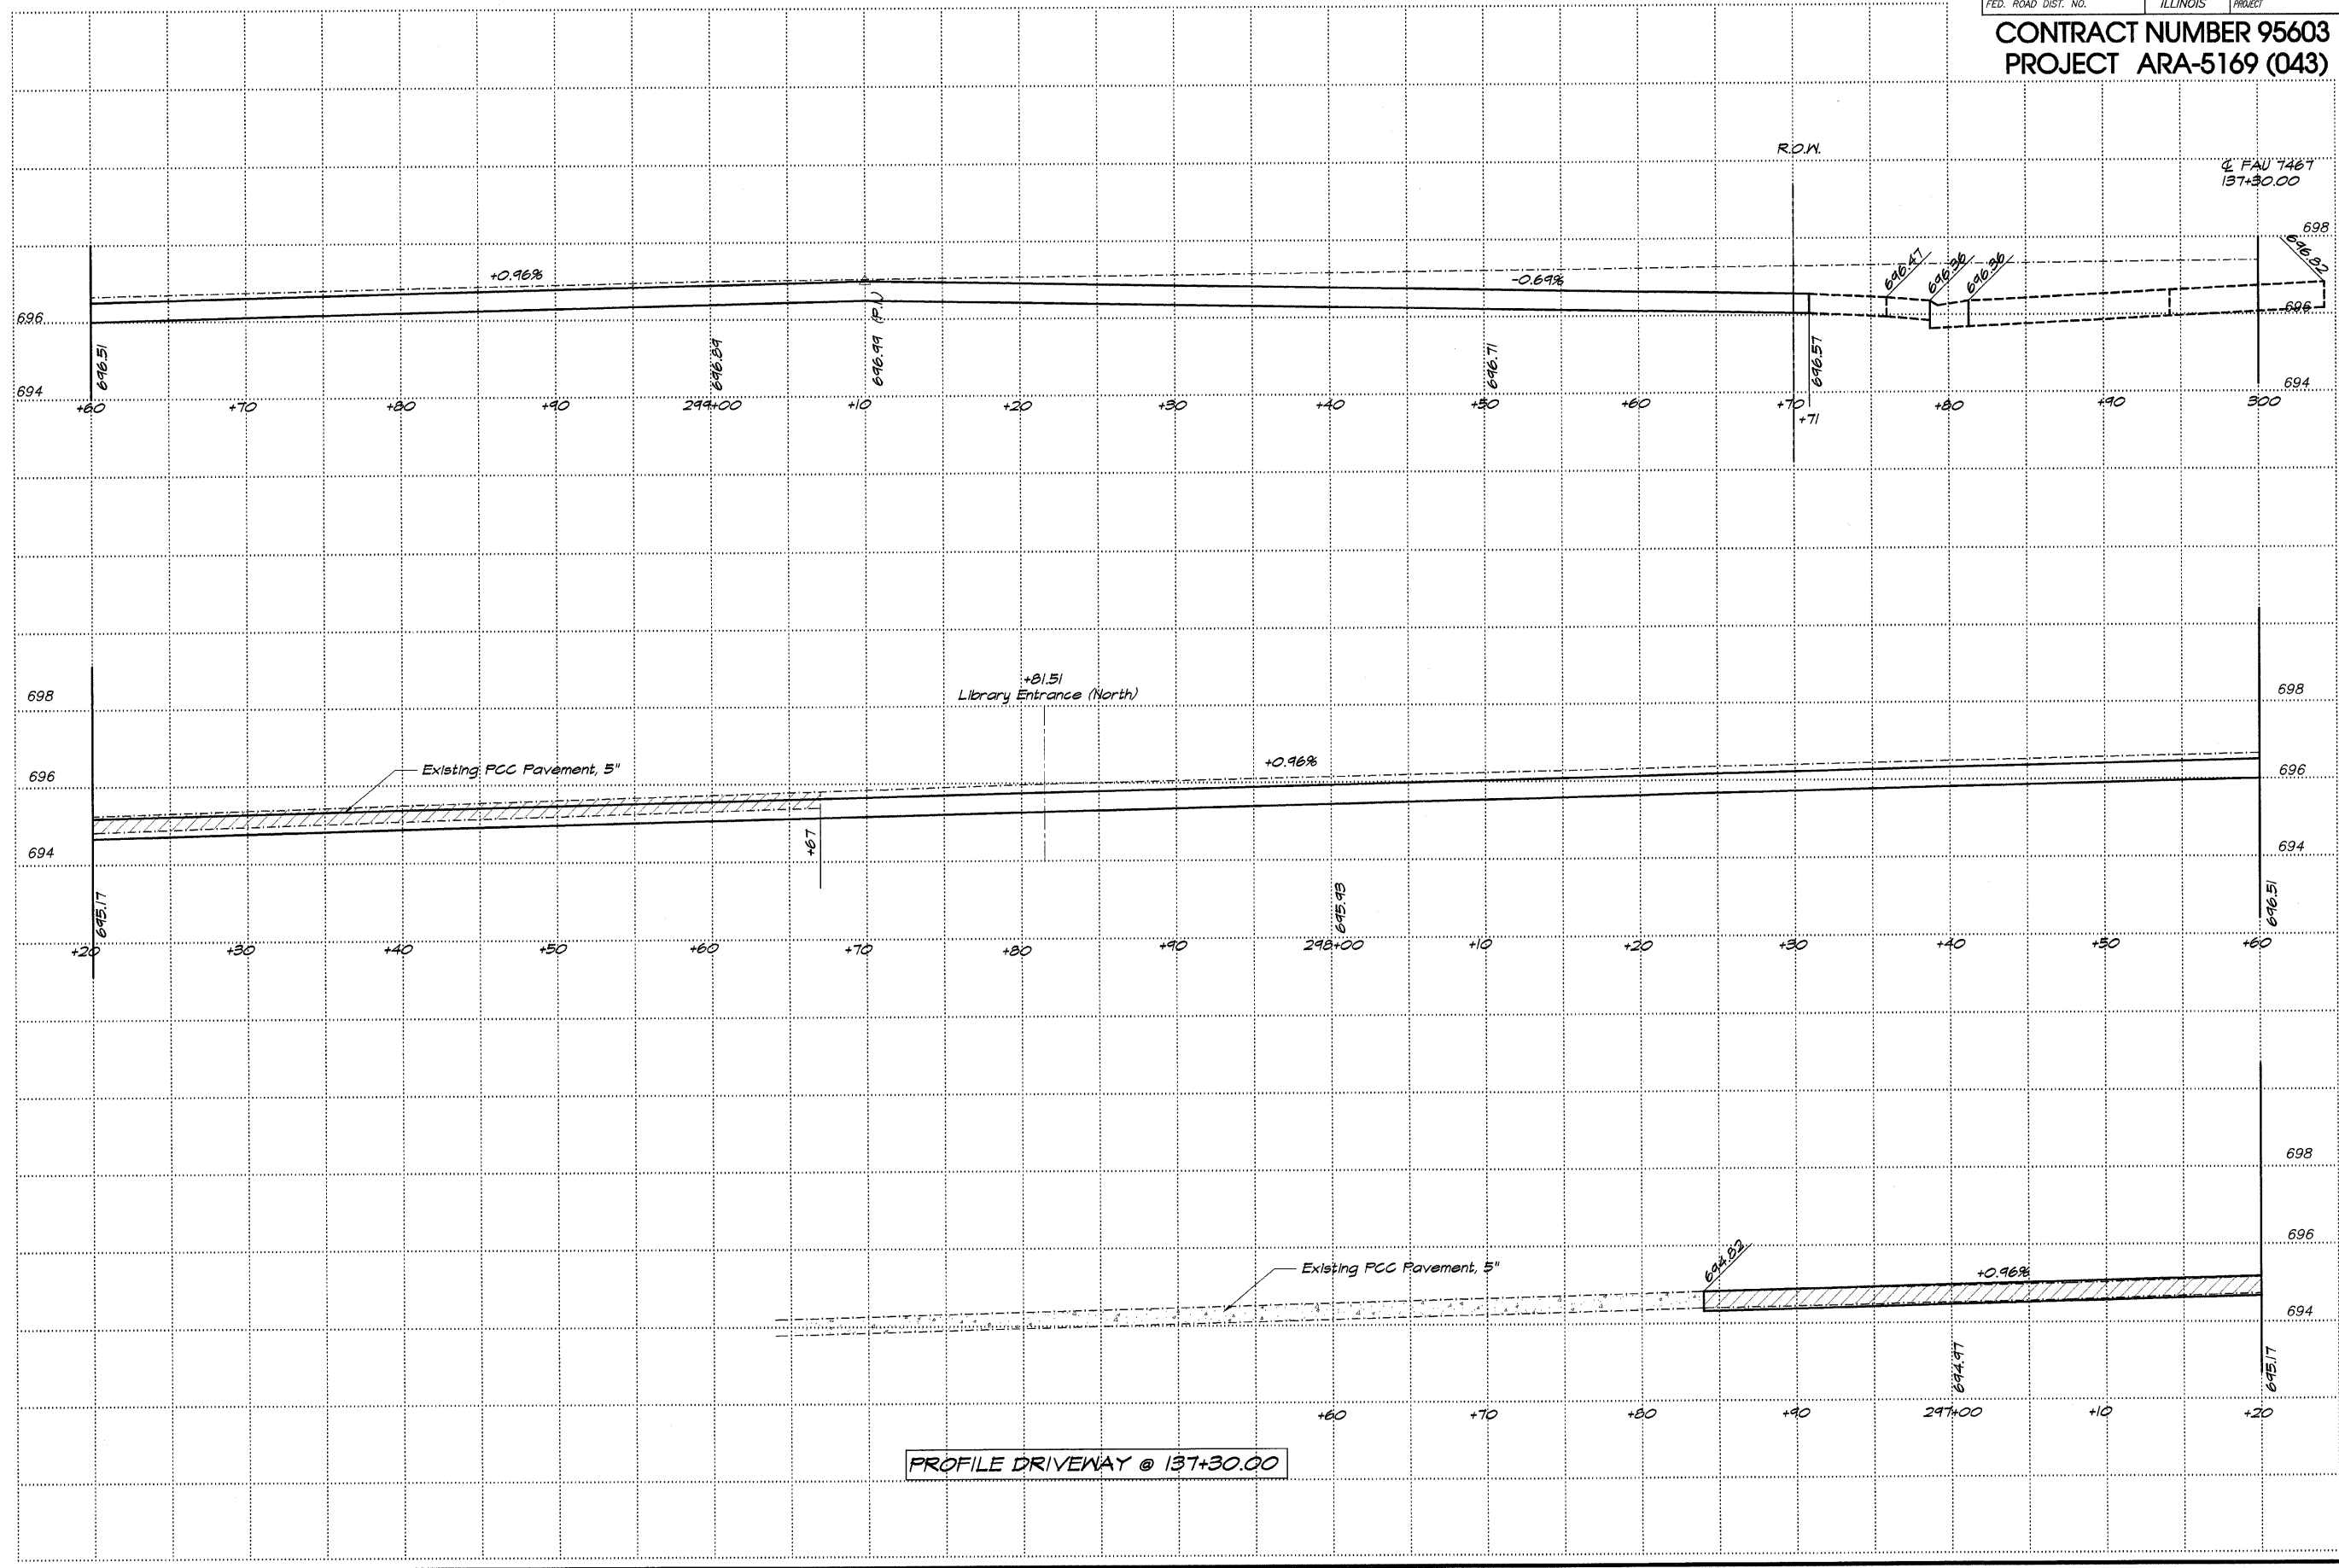 FED. ROAD DIST. NO. ILLINOIS PROJECT
CONTRACT NUMBER 95603
PROJECT ARA-5169 (043)
R.O.W.
℄ FAU 7467
137+30.00
698
+0.96%
-0.69%
696.47
696.36
696.36
696.82
696
696
696.51
696.89
696.99 (P.I.)
696.71
696.57
694
694
+60 +70 +80 +90 299+00 +10 +20 +30 +40 +50 +60 +70 +80 +90 300
+71
+81.51
Library Entrance (North)
698
698
+0.96%
Existing PCC Pavement, 5"
696
696
+67
694
694
695.17
695.93
696.51
+20 +30 +40 +50 +60 +70 +80 +90 298+00 +10 +20 +30 +40 +50 +60
698
696
694.82
Existing PCC Pavement, 5"
+0.96%
694
694.97
695.17
+60 +70 +80 +90 297+00 +10 +20
PROFILE DRIVEWAY @ 137+30.00